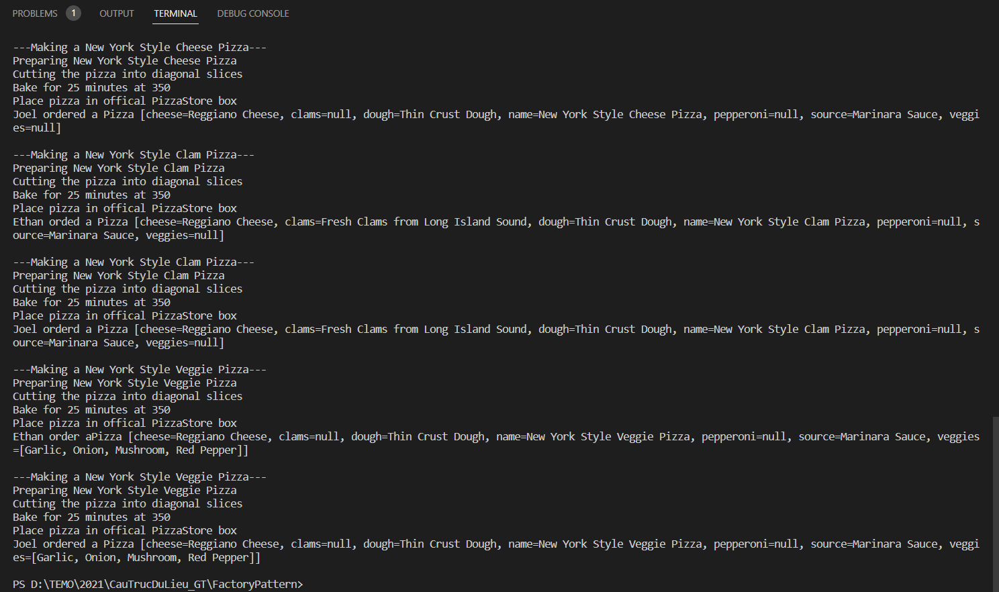 PROBLEMS 1 OUTPUT TERMINAL DEBUG CONSOLE
---Making a New York Style Cheese Pizza---
Preparing New York Style Cheese Pizza
Cutting the pizza into diagonal slices
Bake for 25 minutes at 350
Place pizza in offical PizzaStore box
Joel ordered a Pizza [cheese=Reggiano Cheese, clams=null, dough=Thin Crust Dough, name=New York Style Cheese Pizza, pepperoni=null, source=Marinara Sauce, veggi
es=null]
---Making a New York Style Clam Pizza---
Preparing New York Style Clam Pizza
Cutting the pizza into diagonal slices
Bake for 25 minutes at 350
Place pizza in offical PizzaStore box
Ethan orded a Pizza [cheese=Reggiano Cheese, clams=Fresh Clams from Long Island Sound, dough=Thin Crust Dough, name=New York Style Clam Pizza, pepperoni=null, s
ource=Marinara Sauce, veggies=null]
---Making a New York Style Clam Pizza---
Preparing New York Style Clam Pizza
Cutting the pizza into diagonal slices
Bake for 25 minutes at 350
Place pizza in offical PizzaStore box
Joel orderd a Pizza [cheese=Reggiano Cheese, clams=Fresh Clams from Long Island Sound, dough=Thin Crust Dough, name=New York Style Clam Pizza, pepperoni=null, s
ource=Marinara Sauce, veggies=null]
---Making a New York Style Veggie Pizza---
Preparing New York Style Veggie Pizza
Cutting the pizza into diagonal slices
Bake for 25 minutes at 350
Place pizza in offical PizzaStore box
Ethan order aPizza [cheese=Reggiano Cheese, clams=null, dough=Thin Crust Dough, name=New York Style Veggie Pizza, pepperoni=null, source=Marinara Sauce, veggies
=[Garlic, Onion, Mushroom, Red Pepper]]
---Making a New York Style Veggie Pizza---
Preparing New York Style Veggie Pizza
Cutting the pizza into diagonal slices
Bake for 25 minutes at 350
Place pizza in offical PizzaStore box
Joel ordered a Pizza [cheese=Reggiano Cheese, clams=null, dough=Thin Crust Dough, name=New York Style Veggie Pizza, pepperoni=null, source=Marinara Sauce, veggi
es=[Garlic, Onion, Mushroom, Red Pepper]]
PS D:\TEMO\2021\CauTrucDuLieu_GT\FactoryPattern>